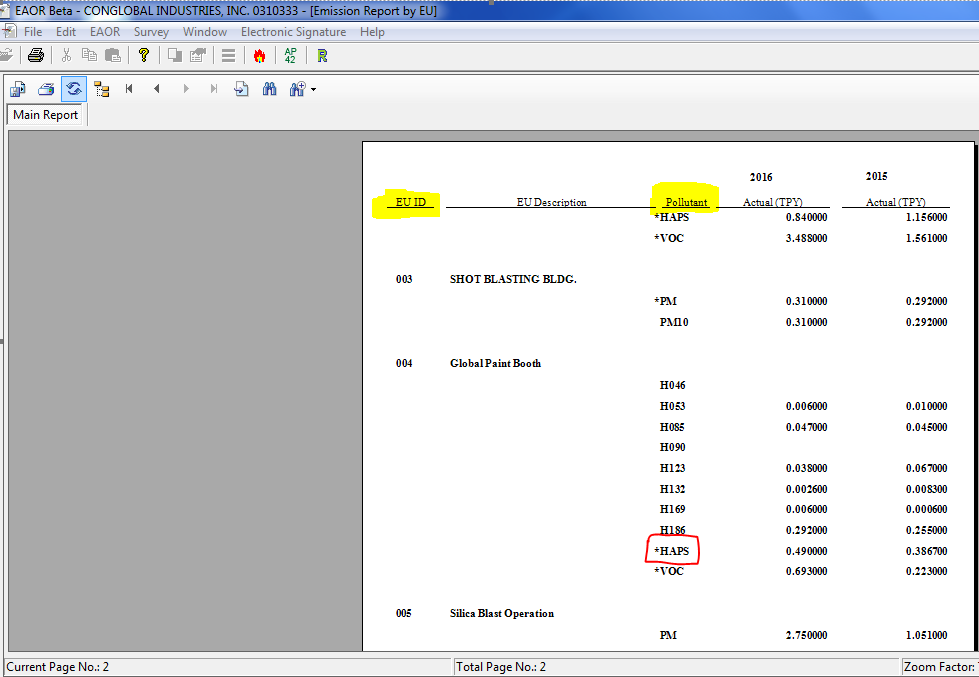 EAOR Beta - CONGLOBAL INDUSTRIES, INC. 0310333 - [Emission Report by EU]
File Edit EAOR Survey Window Electronic Signature Help
? AP 42 R
Main Report
2016 2015
EU ID EU Description Pollutant Actual (TPY) Actual (TPY)
*HAPS 0.840000 1.156000
*VOC 3.488000 1.561000
003 SHOT BLASTING BLDG.
*PM 0.310000 0.292000
PM10 0.310000 0.292000
004 Global Paint Booth
H046
H053 0.006000 0.010000
H085 0.047000 0.045000
H090
H123 0.038000 0.067000
H132 0.002600 0.008300
H169 0.006000 0.000600
H186 0.292000 0.255000
*HAPS 0.490000 0.386700
*VOC 0.693000 0.223000
005 Silica Blast Operation
PM 2.750000 1.051000
Current Page No.: 2 Total Page No.: 2 Zoom Factor: